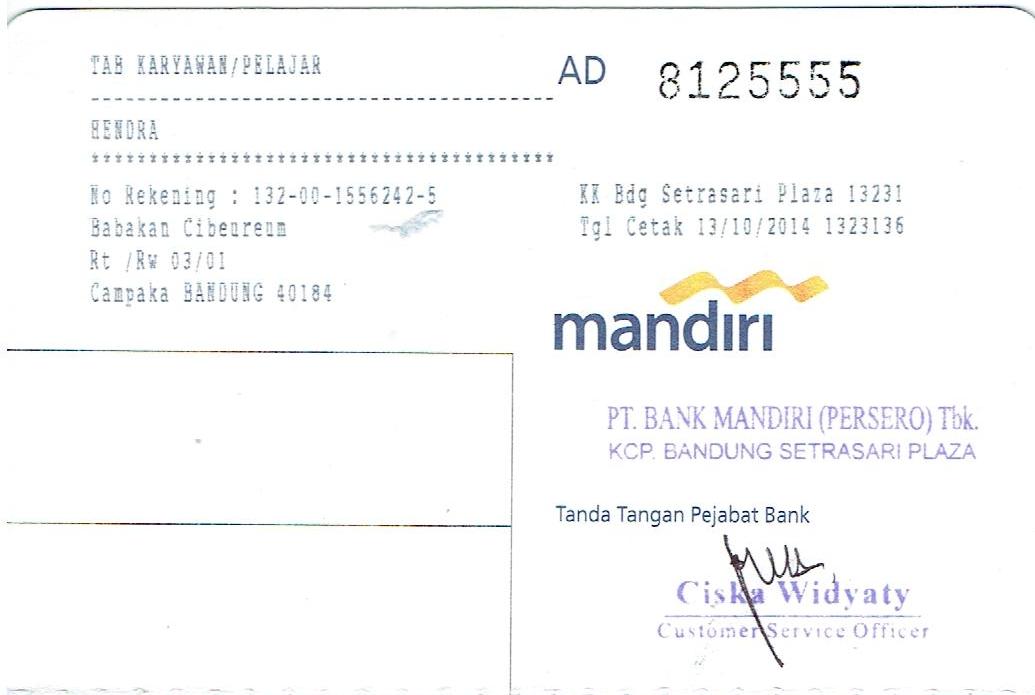 TAB KARYAWAN/PELAJAR
HENDRA
No Rekening : 132-00-1556242-5
Babakan Cibeureum
Rt /Rw 03/01
Campaka BANDUNG 40184
AD 8125555
KK Bdg Setrasari Plaza 13231
Tgl Cetak 13/10/2014 1323136
mandiri
PT. BANK MANDIRI (PERSERO) Tbk.
KCP. BANDUNG SETRASARI PLAZA
Tanda Tangan Pejabat Bank
Ciska Widyaty
Customer Service Officer